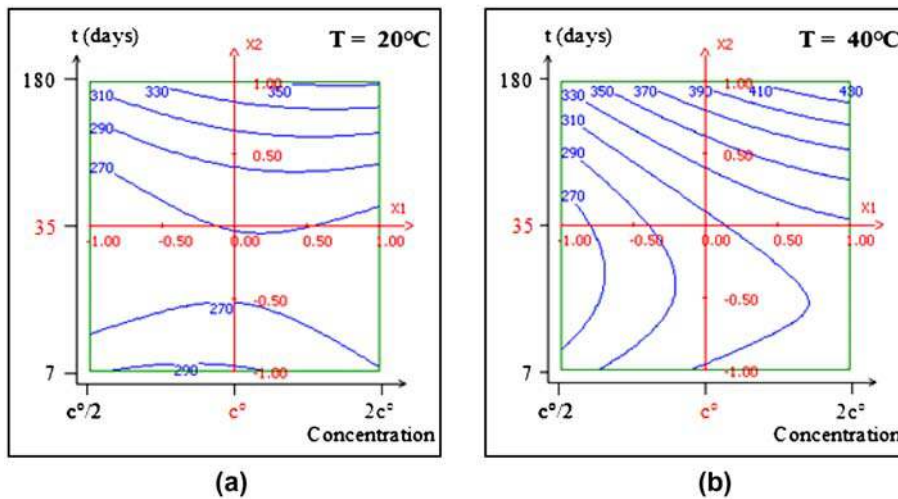 t (days)
X2
T = 20°C
180
1.00
310
330
350
290
0.50
270
35
X1
-1.00
-0.50
0.00
0.50
1.00
270
-0.50
7
290
-1.00
c°/2
c°
2c°
Concentration
(a)
t (days)
X2
T = 40°C
180
1.00
330
350
370
390
410
430
310
290
0.50
270
35
X1
-1.00
-0.50
0.00
0.50
1.00
-0.50
7
-1.00
c°/2
c°
2c°
Concentration
(b)